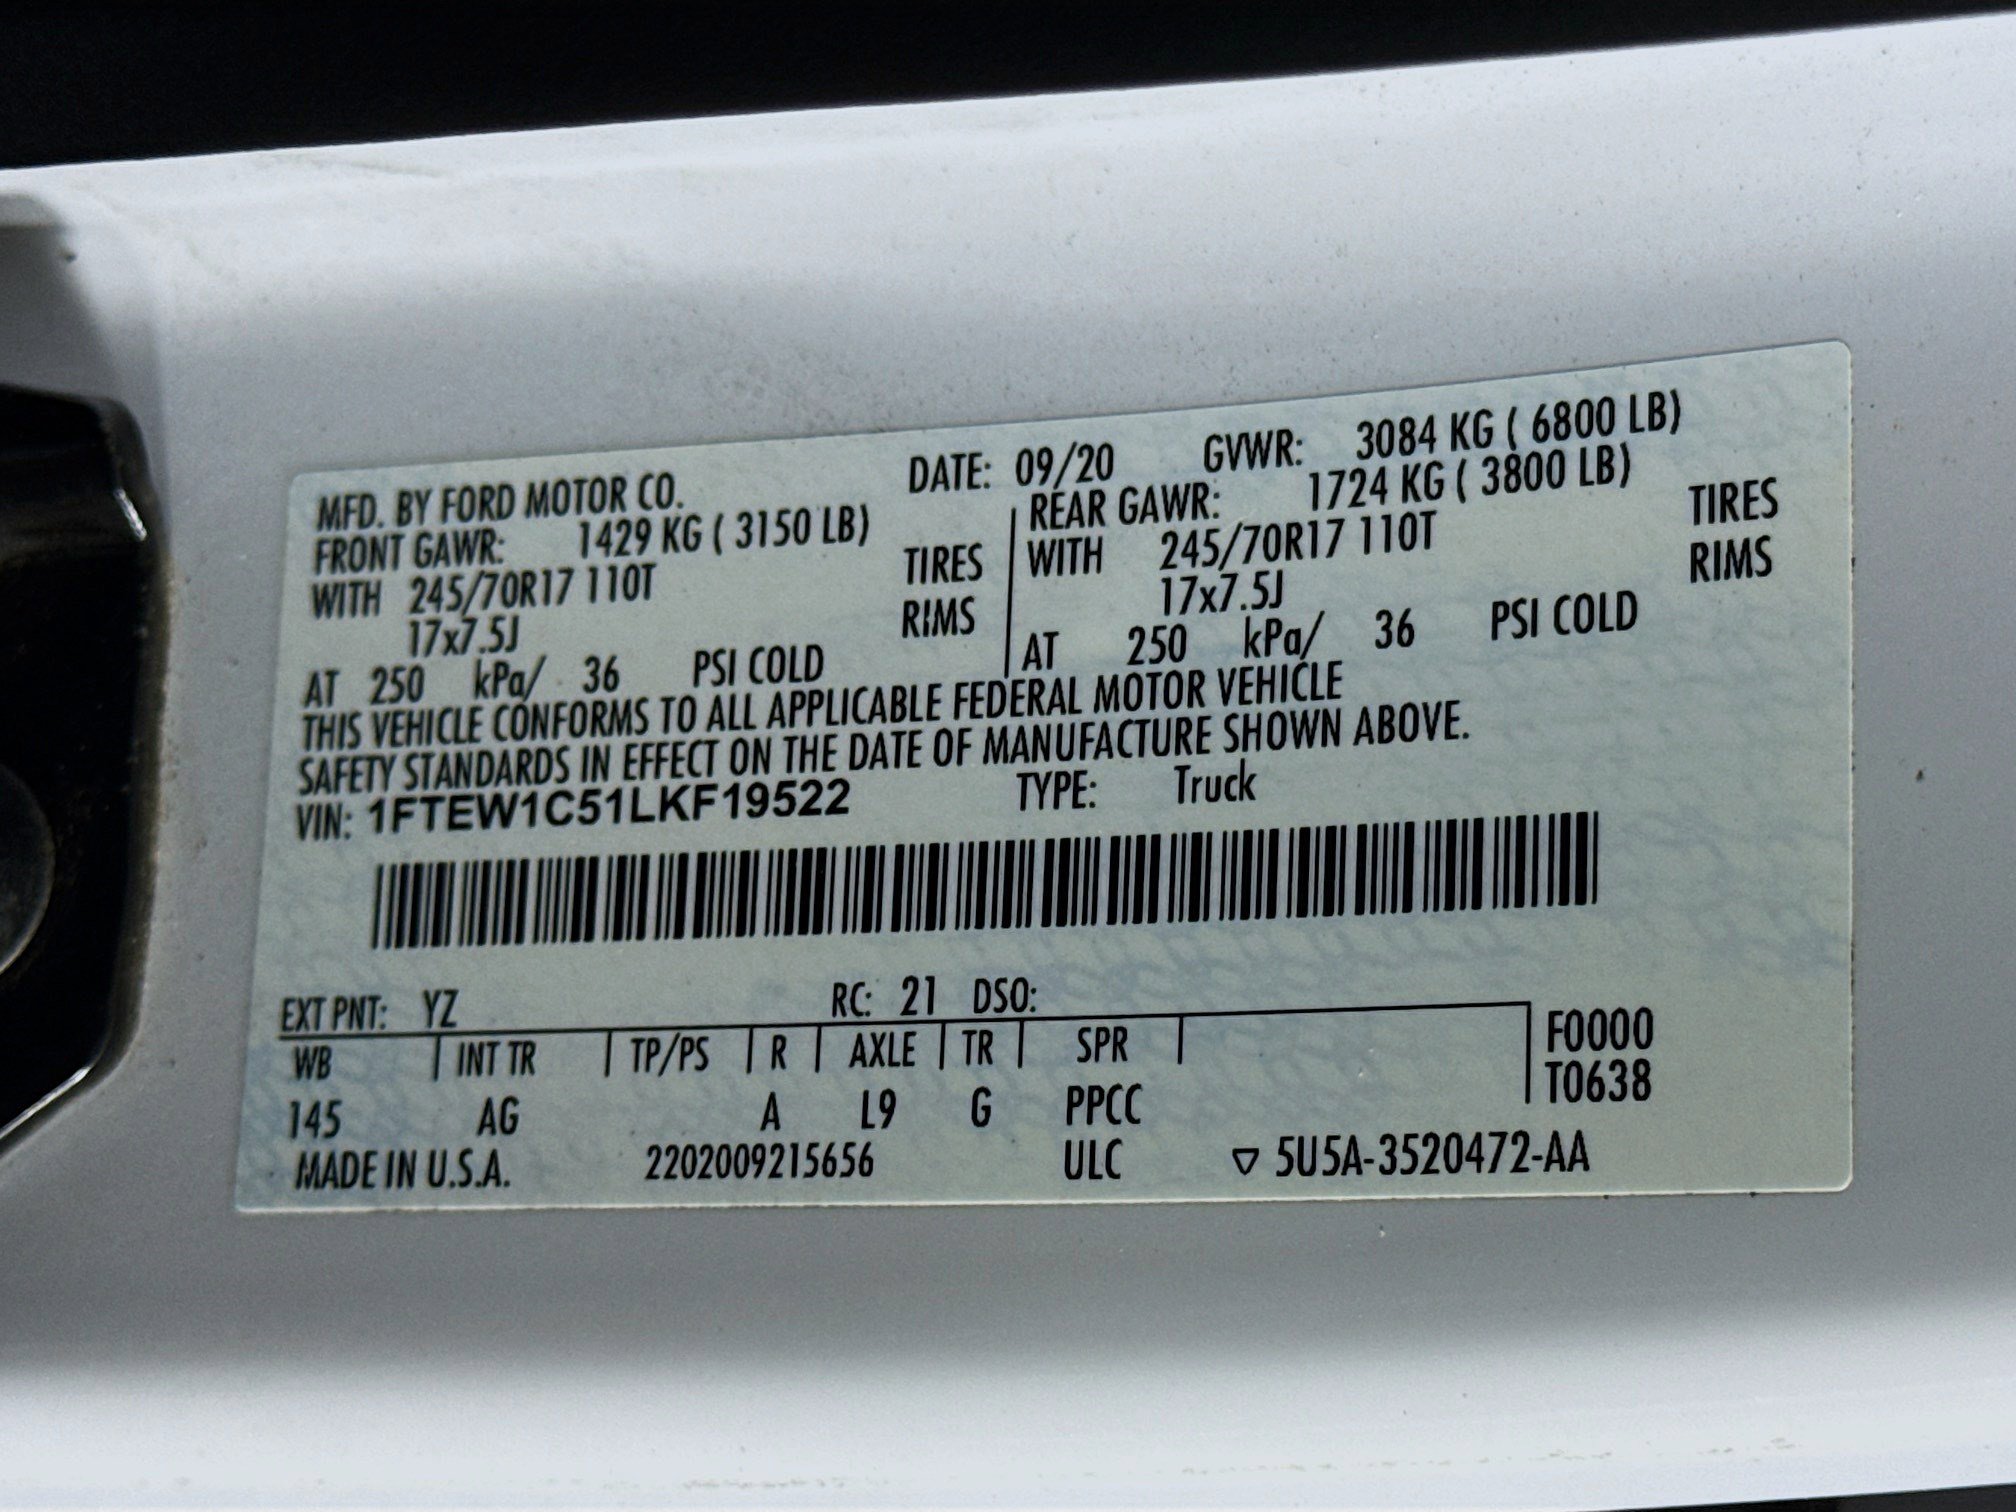 MFD. BY FORD MOTOR CO. DATE: 09/20 GVWR: 3084 KG ( 6800 LB)
FRONT GAWR: 1429 KG ( 3150 LB) REAR GAWR: 1724 KG ( 3800 LB)
WITH 245/70R17 110T TIRES WITH 245/70R17 110T TIRES
17x7.5J RIMS 17x7.5J RIMS
AT 250 kPa/ 36 PSI COLD AT 250 kPa/ 36 PSI COLD
THIS VEHICLE CONFORMS TO ALL APPLICABLE FEDERAL MOTOR VEHICLE
SAFETY STANDARDS IN EFFECT ON THE DATE OF MANUFACTURE SHOWN ABOVE.
VIN: 1FTEW1C51LKF19522 TYPE: Truck
EXT PNT: YZ RC: 21 DSO:
WB INT TR TP/PS R AXLE TR SPR F0000
145 AG A L9 G PPCC T0638
MADE IN U.S.A. 2202009215656 ULC ▽ 5U5A-3520472-AA